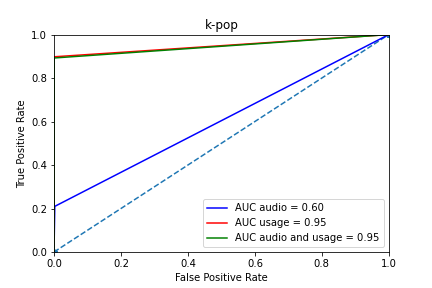 k-pop
1.0
0.8
0.6
0.4
0.2
0.0
True Positive Rate
AUC audio = 0.60
AUC usage = 0.95
AUC audio and usage = 0.95
0.0 0.2 0.4 0.6 0.8 1.0
False Positive Rate